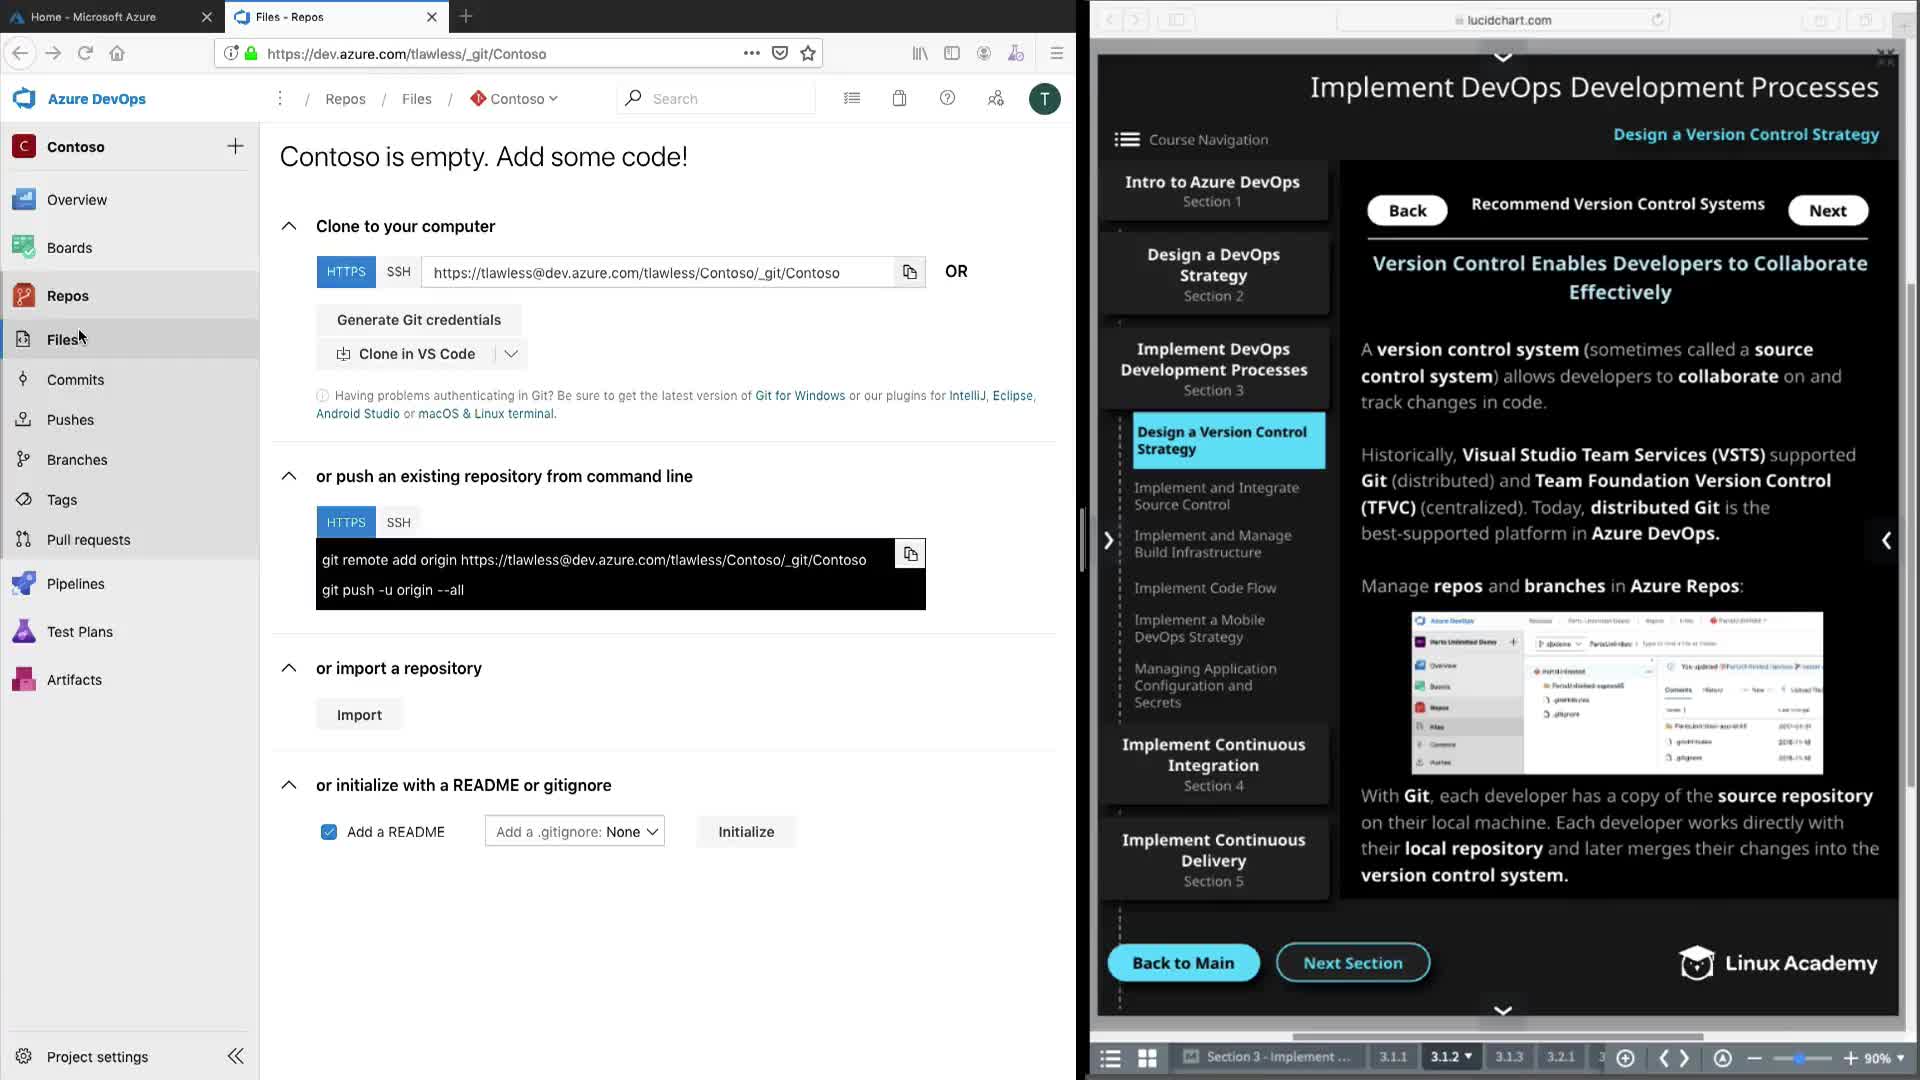 Home - Microsoft Azure
Files - Repos
https://dev.azure.com/tlawless/_git/Contoso
Azure DevOps
/ Repos / Files / Contoso
Search
T
C Contoso
Overview
Boards
Repos
Files
Commits
Pushes
Branches
Tags
Pull requests
Pipelines
Test Plans
Artifacts
Project settings
Contoso is empty. Add some code!
Clone to your computer
HTTPS SSH https://tlawless@dev.azure.com/tlawless/Contoso/_git/Contoso OR
Generate Git credentials
Clone in VS Code
Having problems authenticating in Git? Be sure to get the latest version of Git for Windows or our plugins for IntelliJ, Eclipse,
Android Studio or macOS & Linux terminal.
or push an existing repository from command line
HTTPS SSH
git remote add origin https://tlawless@dev.azure.com/tlawless/Contoso/_git/Contoso
git push -u origin --all
or import a repository
Import
or initialize with a README or gitignore
Add a README Add a .gitignore: None Initialize
lucidchart.com
Implement DevOps Development Processes
Course Navigation
Design a Version Control Strategy
Intro to Azure DevOps
Section 1
Design a DevOps
Strategy
Section 2
Implement DevOps
Development Processes
Section 3
Design a Version Control
Strategy
Implement and Integrate
Source Control
Implement and Manage
Build Infrastructure
Implement Code Flow
Implement a Mobile
DevOps Strategy
Managing Application
Configuration and
Secrets
Implement Continuous
Integration
Section 4
Implement Continuous
Delivery
Section 5
Back
Recommend Version Control Systems
Next
Version Control Enables Developers to Collaborate
Effectively
A version control system (sometimes called a source
control system) allows developers to collaborate on and
track changes in code.
Historically, Visual Studio Team Services (VSTS) supported
Git (distributed) and Team Foundation Version Control
(TFVC) (centralized). Today, distributed Git is the
best-supported platform in Azure DevOps.
Manage repos and branches in Azure Repos:
Azure DevOps
Parts Unlimited Demo
Overview
Boards
Repos
Files
With Git, each developer has a copy of the source repository
on their local machine. Each developer works directly with
their local repository and later merges their changes into the
version control system.
Back to Main
Next Section
Linux Academy
Section 3 - Implement ...
3.1.1
3.1.2
3.1.3
3.2.1
3
90%